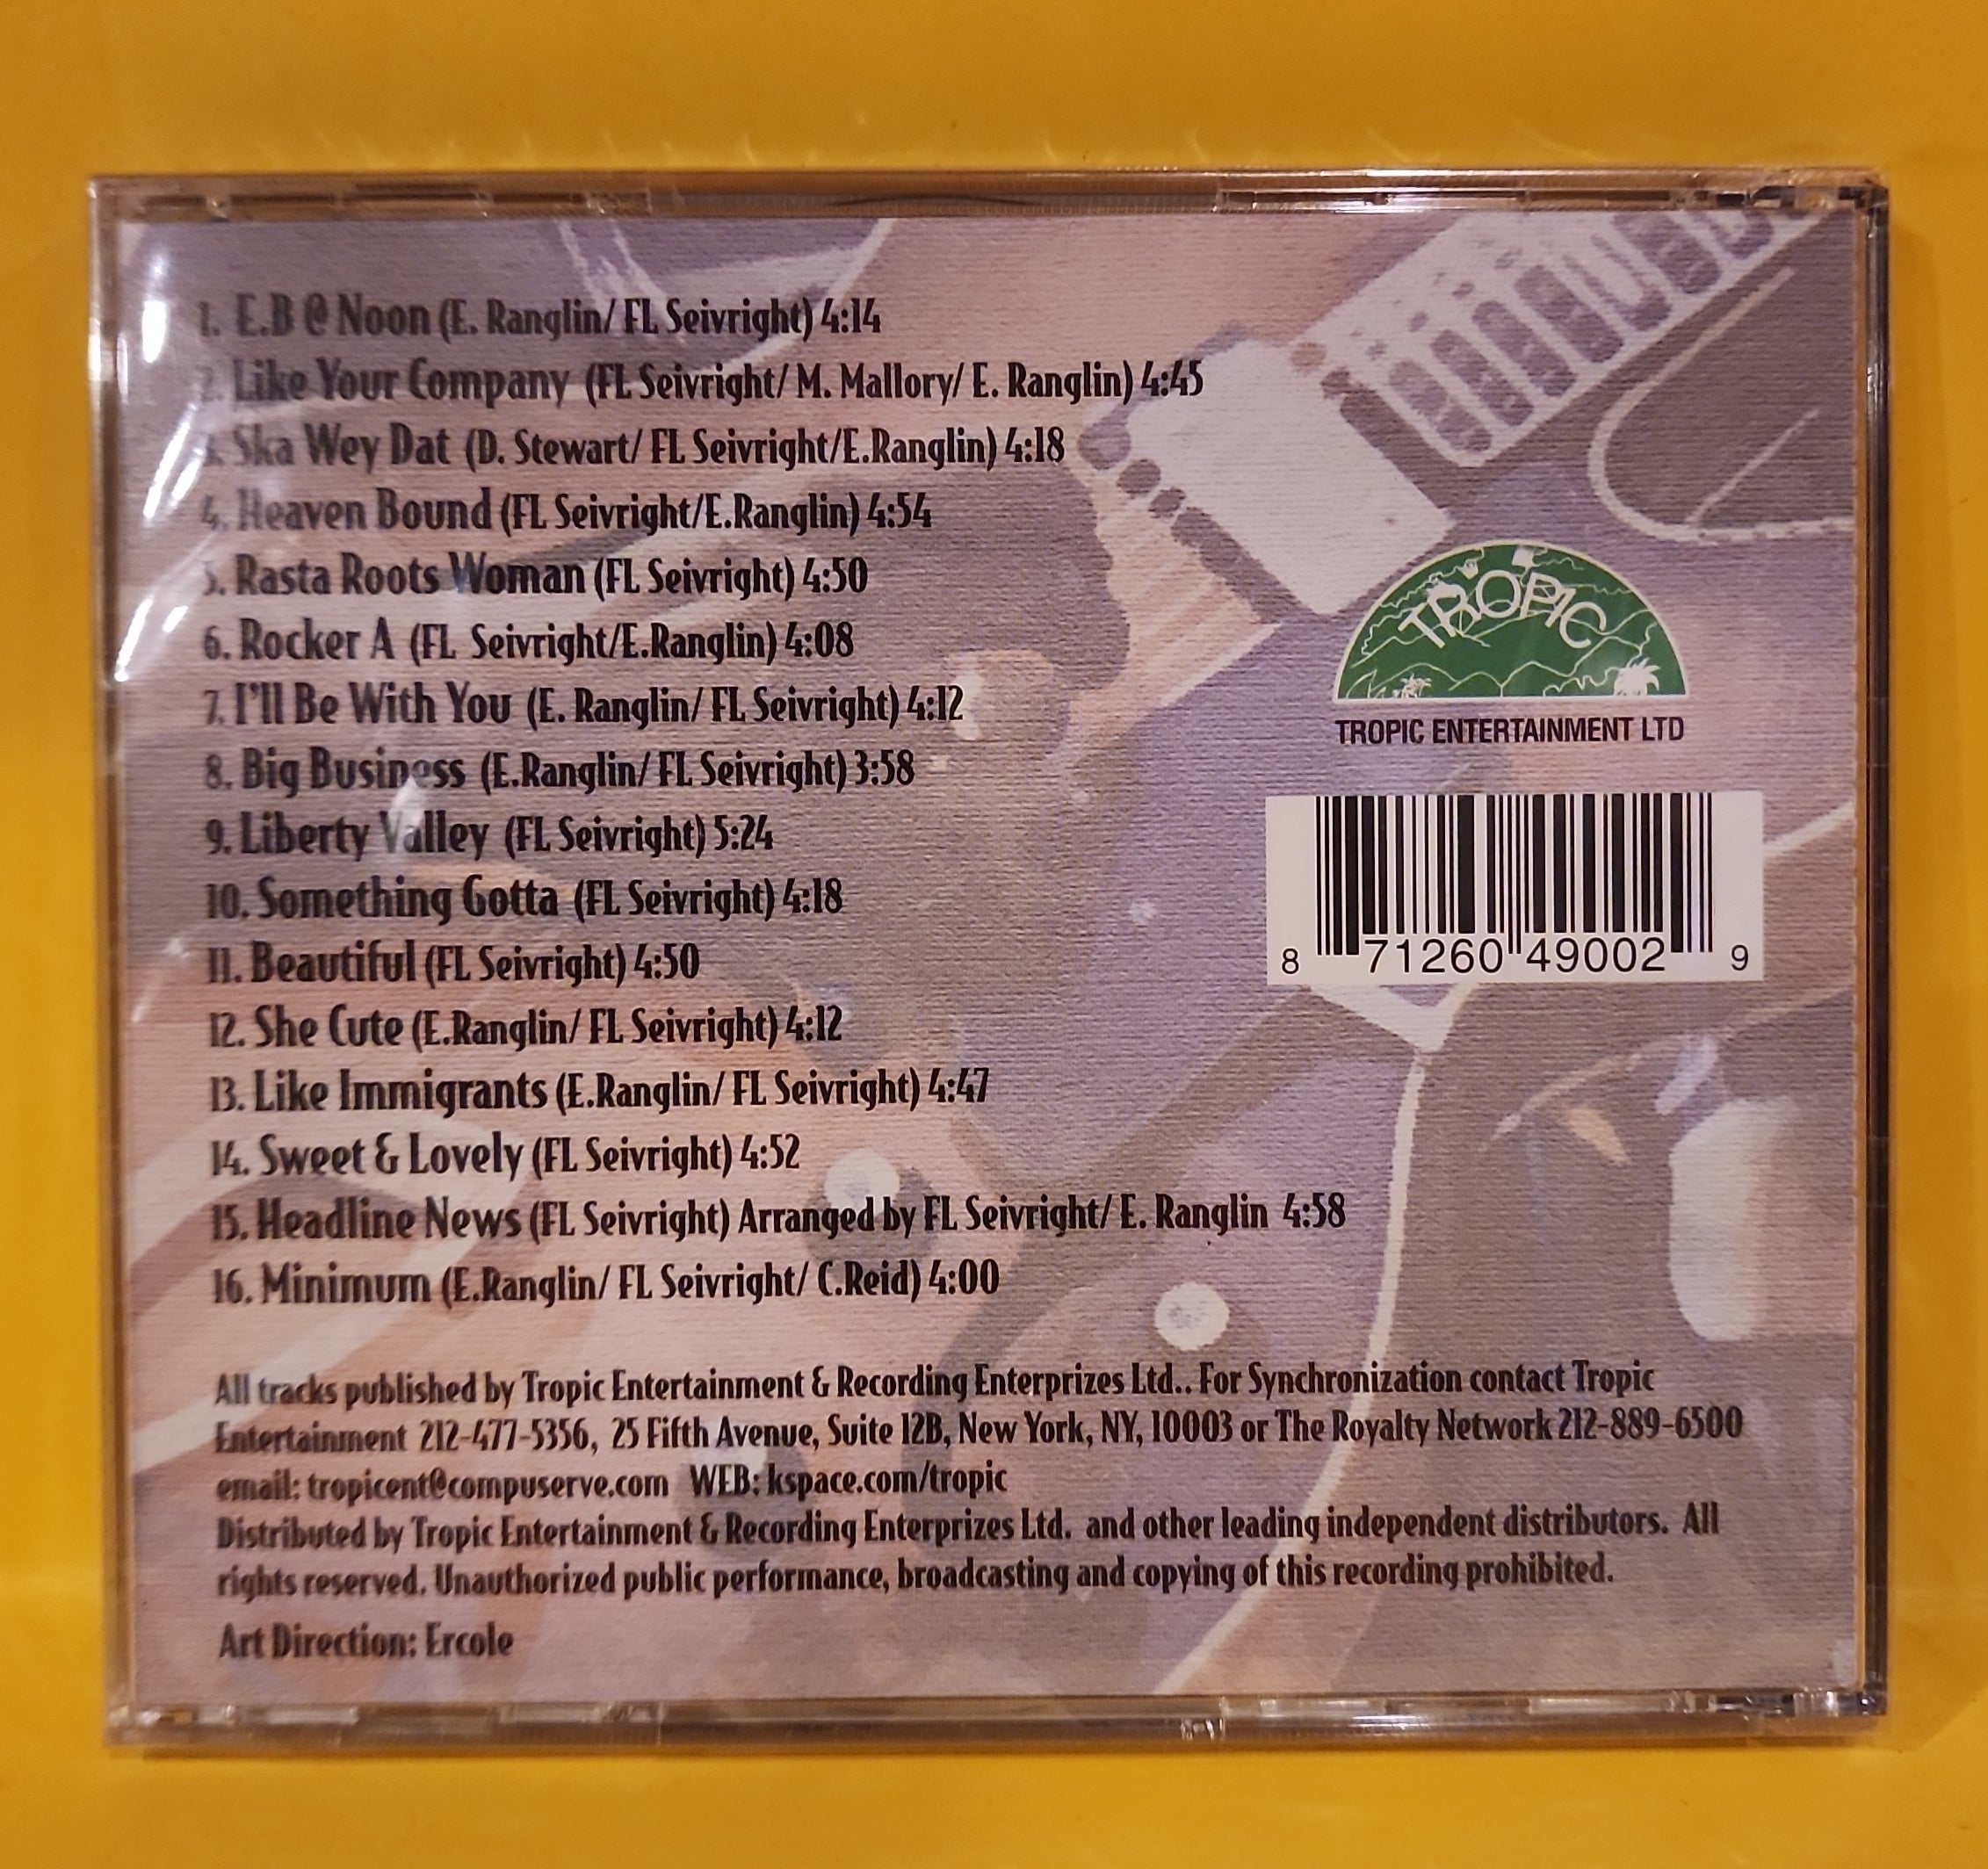 1. E.B @ Noon (E. Ranglin/ FL Seivright) 4:14
2. Like Your Company (FL Seivright/ M. Mallory/ E. Ranglin) 4:45
3. Ska Wey Dat (D. Stewart/ FL Seivright/E.Ranglin) 4:18
4. Heaven Bound (FL Seivright/E.Ranglin) 4:54
5. Rasta Roots Woman (FL Seivright) 4:50
6. Rocker A (FL Seivright/E.Ranglin) 4:08
7. I'll Be With You (E. Ranglin/ FL Seivright) 4:12
8. Big Business (E.Ranglin/ FL Seivright) 3:58
9. Liberty Valley (FL Seivright) 5:24
10. Something Gotta (FL Seivright) 4:18
11. Beautiful (FL Seivright) 4:50
12. She Cute (E.Ranglin/ FL Seivright) 4:12
13. Like Immigrants (E.Ranglin/ FL Seivright) 4:47
14. Sweet & Lovely (FL Seivright) 4:52
15. Headline News (FL Seivright) Arranged by FL Seivright/ E. Ranglin 4:58
16. Minimum (E.Ranglin/ FL Seivright/ C.Reid) 4:00
TROPIC
TROPIC ENTERTAINMENT LTD
8 71260 49002 9
All tracks published by Tropic Entertainment & Recording Enterprizes Ltd.. For Synchronization contact Tropic
Entertainment 212-477-5356, 25 Fifth Avenue, Suite 12B, New York, NY, 10003 or The Royalty Network 212-889-6500
email: tropicent@compuserve.com WEB: kspace.com/tropic
Distributed by Tropic Entertainment & Recording Enterprizes Ltd. and other leading independent distributors. All
rights reserved. Unauthorized public performance, broadcasting and copying of this recording prohibited.
Art Direction: Ercole